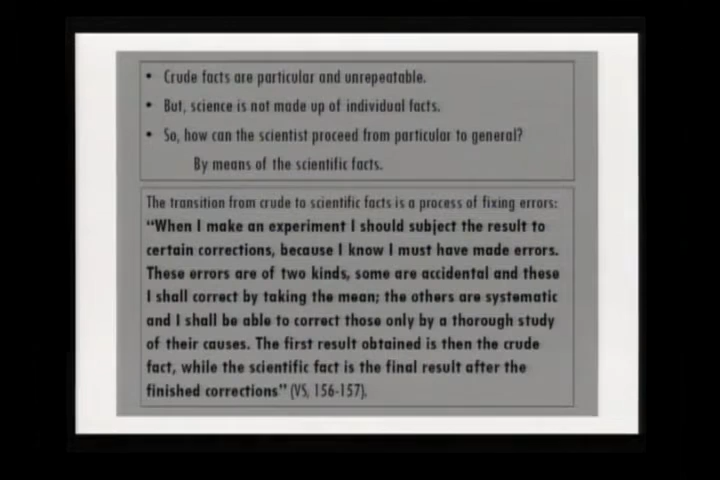 • Crude facts are particular and unrepeatable.
• But, science is not made up of individual facts.
• So, how can the scientist proceed from particular to general?
By means of the scientific facts.
The transition from crude to scientific facts is a process of fixing errors:
“When I make an experiment I should subject the result to
certain corrections, because I know I must have made errors.
These errors are of two kinds, some are accidental and these
I shall correct by taking the mean; the others are systematic
and I shall be able to correct those only by a thorough study
of their causes. The first result obtained is then the crude
fact, while the scientific fact is the final result after the
finished corrections” (VS, 156-157).